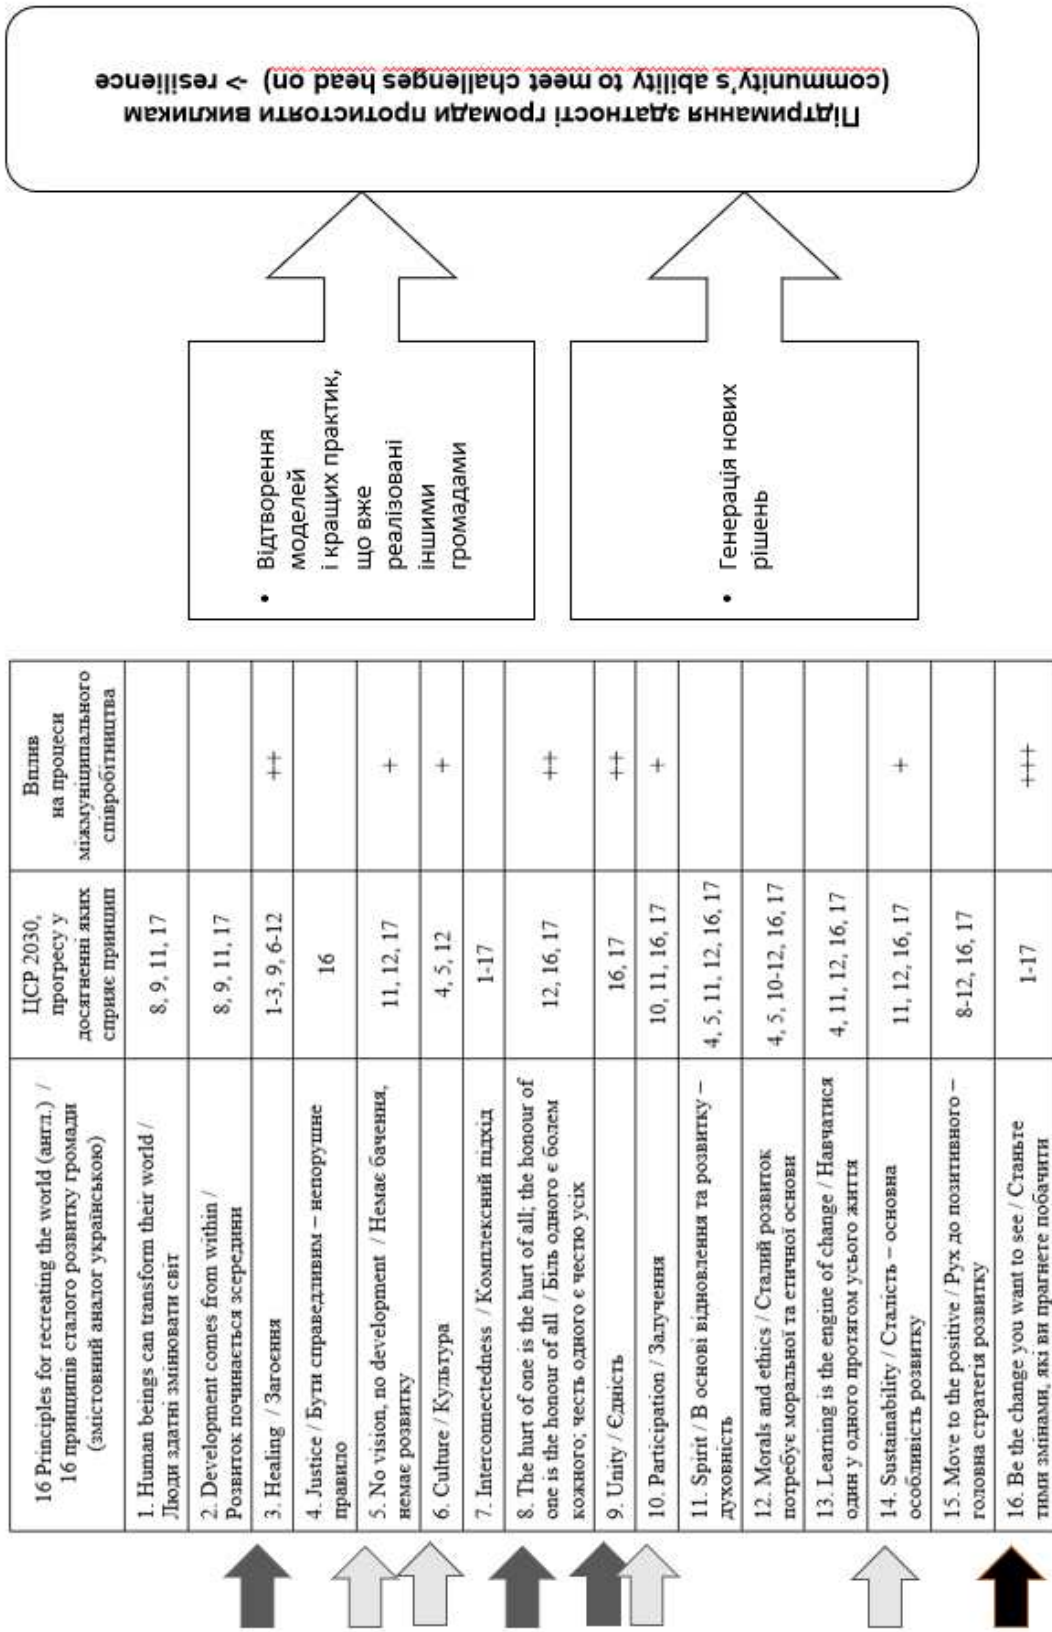 16 Principles for recreating the world (англ.) /
16 принципів сталого розвитку громади
(змістовний аналог українською)
ЦСР 2030,
прогресу у
досягненні яких
сприяє принцип
Вплив
на процеси
міжмуніципального
співробітництва
1. Human beings can transform their world /
Люди здатні змінювати світ
8, 9, 11, 17
2. Development comes from within /
Розвиток починається зсередини
8, 9, 11, 17
3. Healing / Загоєння
1-3, 9, 6-12
++
4. Justice / Бути справедливим – непорушне
правило
16
5. No vision, no development / Немає бачення,
немає розвитку
11, 12, 17
+
6. Culture / Культура
4, 5, 12
+
7. Interconnectedness / Комплексний підхід
1-17
8. The hurt of one is the hurt of all; the honour of
one is the honour of all / Біль одного є болем
кожного; честь одного є честю усіх
12, 16, 17
++
9. Unity / Єдність
16, 17
++
10. Participation / Залучення
10, 11, 16, 17
+
11. Spirit / В основі відновлення та розвитку –
духовність
4, 5, 11, 12, 16, 17
12. Morals and ethics / Сталий розвиток
потребує моральної та етичної основи
4, 5, 10-12, 16, 17
13. Learning is the engine of change / Навчатися
один у одного протягом усього життя
4, 11, 12, 16, 17
14. Sustainability / Сталість – основна
особливість розвитку
11, 12, 16, 17
+
15. Move to the positive / Рух до позитивного –
головна стратегія розвитку
8-12, 16, 17
16. Be the change you want to see / Станьте
тими змінами, які ви прагнете побачити
1-17
+++
• Відтворення
моделей
і кращих практик,
що вже
реалізовані
іншими
громадами
• Генерація нових
рішень
Підтримання здатності громади протистояти викликам
(community's ability to meet challenges head on) → resilience